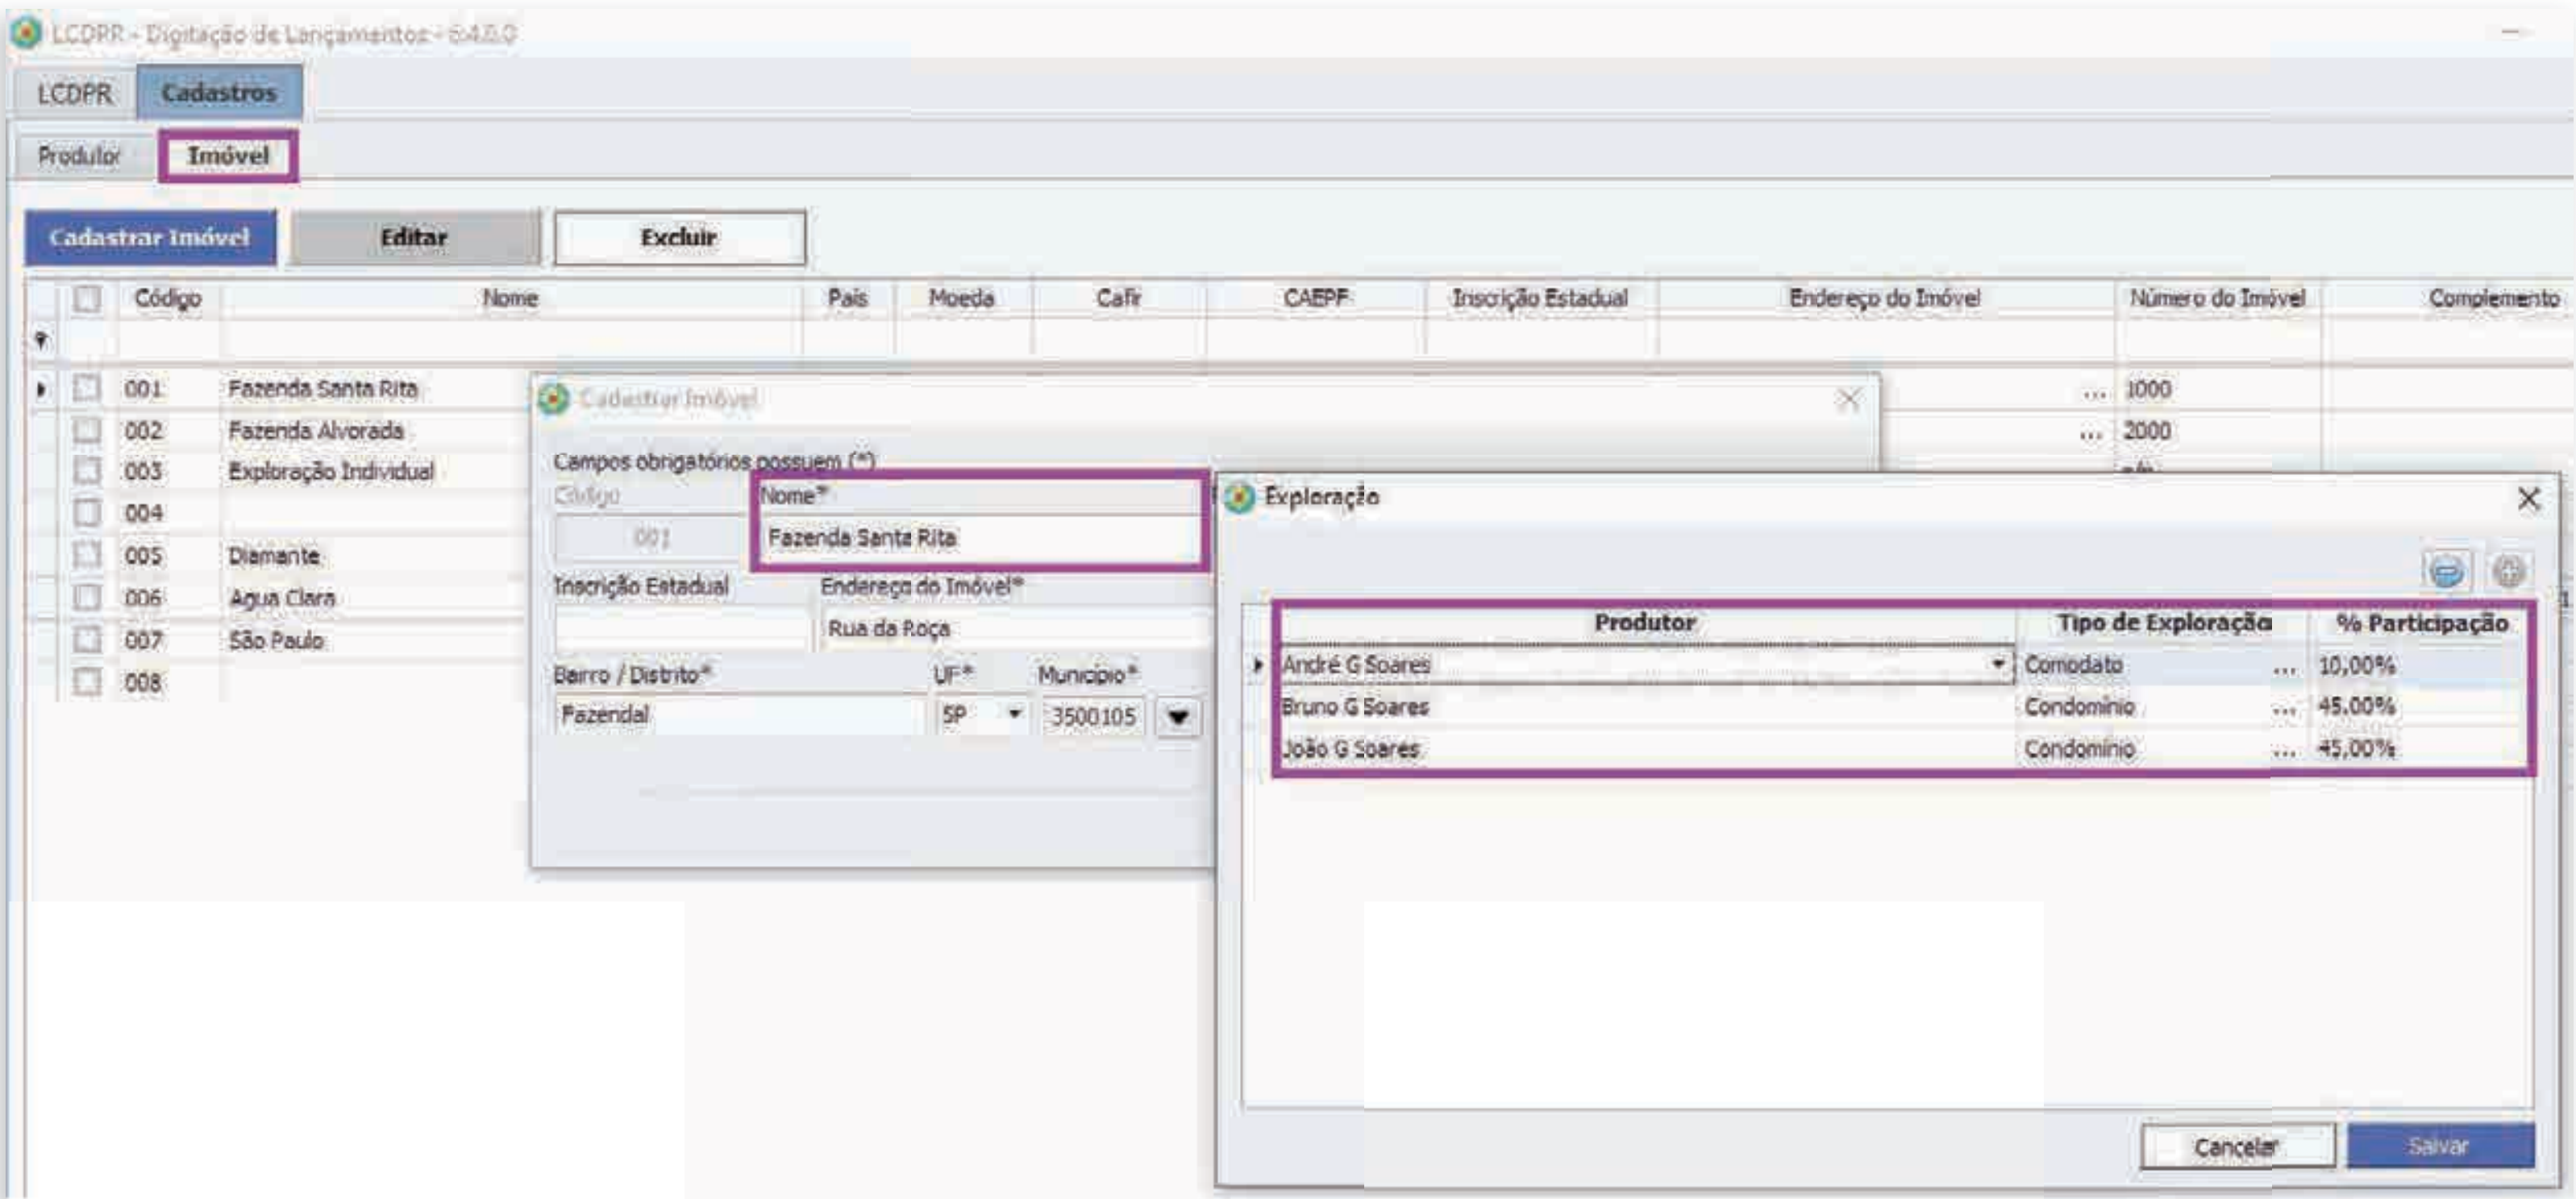 LCDPR - Digitação de Lançamentos - 6.4.0.0
LCDPR Cadastros
Produtor Imóvel
Cadastrar Imóvel Editar Excluir
Código Nome País Moeda Cafir CAEPF Inscrição Estadual Endereço do Imóvel Número do Imóvel Complemento
001 Fazenda Santa Rita ... 1000
002 Fazenda Alvorada ... 2000
003 Exploração Individual
004
005 Diamante
006 Agua Clara
007 São Paulo
008
Cadastrar Imóvel
Campos obrigatórios possuem (*)
Código Nome*
001 Fazenda Santa Rita
Inscrição Estadual Endereço do Imóvel*
Rua da Roça
Bairro / Distrito* UF* Município*
Fazendal SP 3500105
Exploração
Produtor Tipo de Exploração % Participação
André G Soares Comodato ... 10,00%
Bruno G Soares Condomínio ... 45,00%
João G Soares Condomínio ... 45,00%
Cancelar Salvar